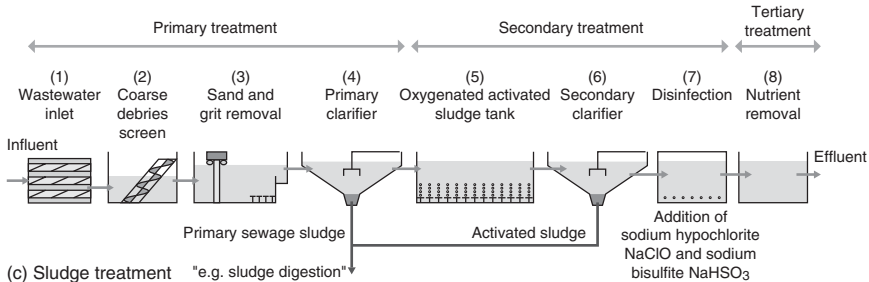 Primary treatment
Secondary treatment
Tertiary
treatment
(1)
Wastewater
inlet
(2)
Coarse
debries
screen
(3)
Sand and
grit removal
(4)
Primary
clarifier
(5)
Oxygenated activated
sludge tank
(6)
Secondary
clarifier
(7)
Disinfection
(8)
Nutrient
removal
Influent
Effluent
Primary sewage sludge
Activated sludge
Addition of
sodium hypochlorite
NaClO and sodium
bisulfite NaHSO3
(c) Sludge treatment
"e.g. sludge digestion"